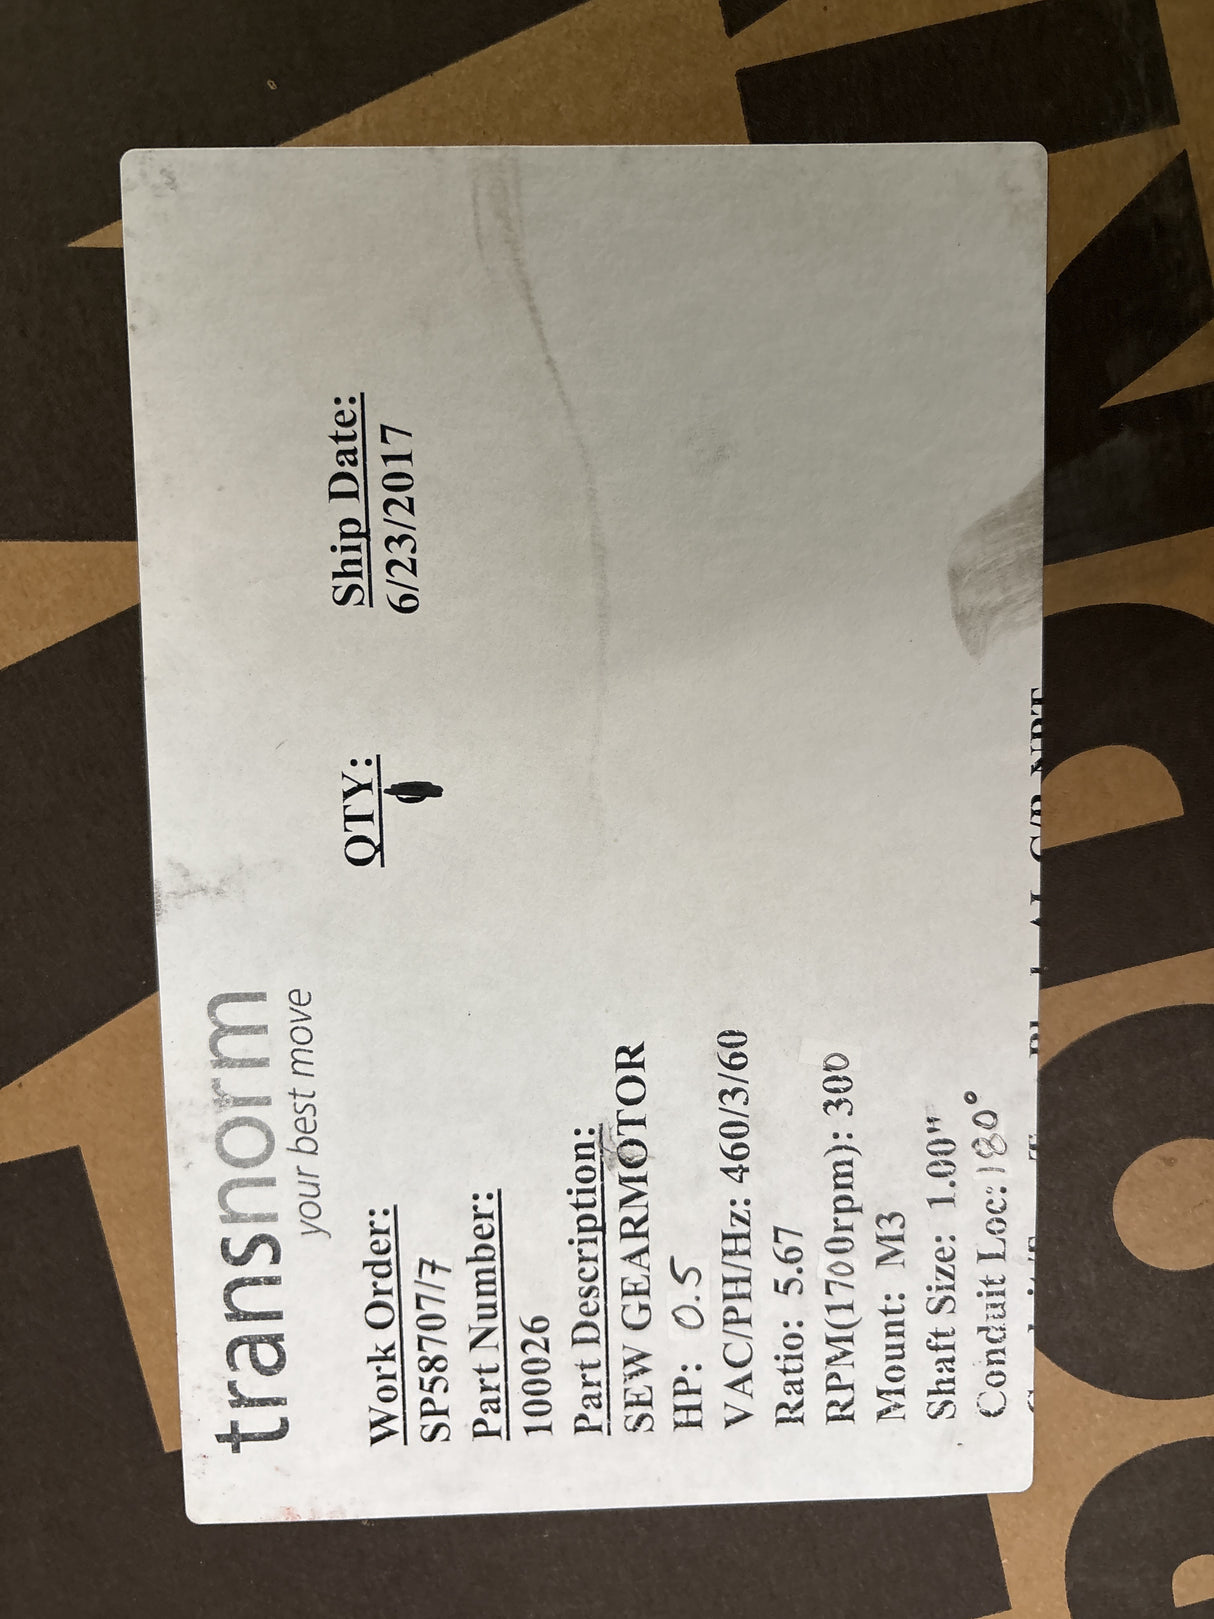 transnorm
your best move
Work Order:
SP58707/7
QTY:
Ship Date:
6/23/2017
Part Number:
100026
Part Description:
SEW GEARMOTOR
HP: 0.5
VAC/PH/Hz: 460/3/60
Ratio: 5.67
RPM(1700rpm): 300
Mount: M3
Shaft Size: 1.00"
Conduit Loc: 180°